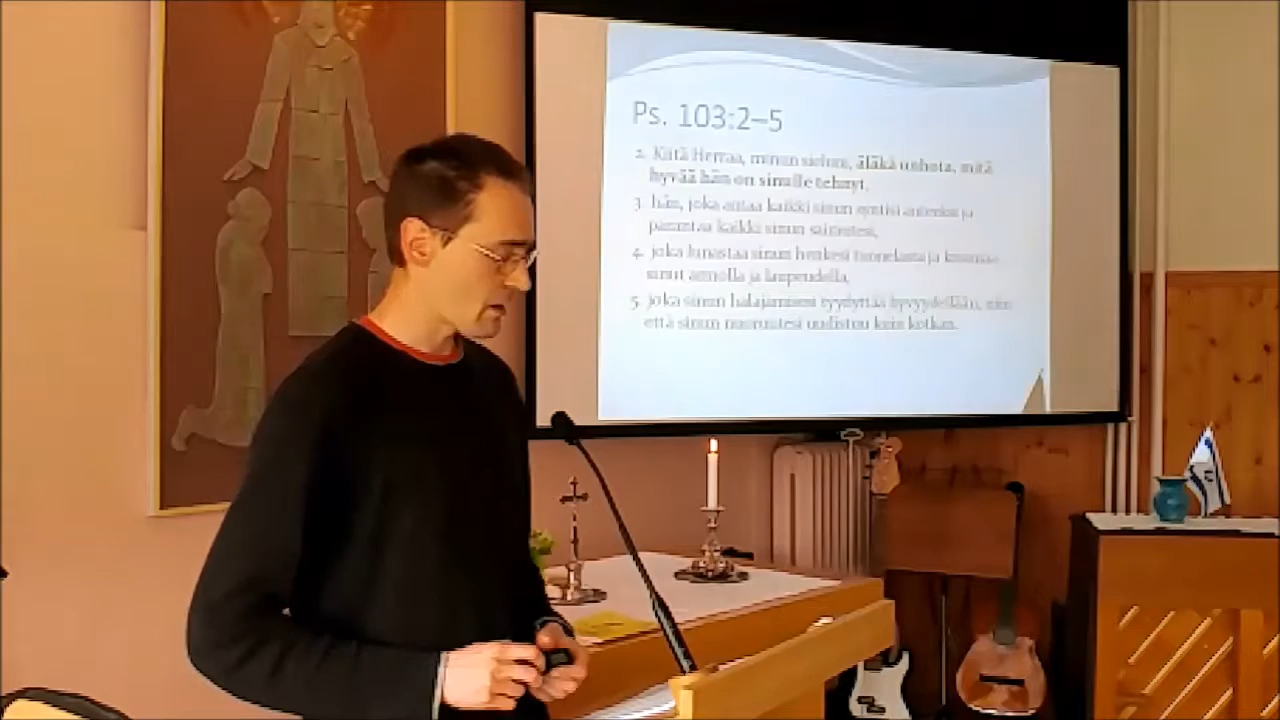 Ps. 103:2–5
2. Kiitä Herraa, minun sieluni, äläkä unhota, mitä
hyvää hän on sinulle tehnyt,
3. hän, joka antaa kaikki sinun syntisi anteeksi ja
parantaa kaikki sinun sairautesi,
4. joka lunastaa sinun henkesi tuonelasta ja kruunaa
sinut armolla ja laupeudella,
5. joka sinun halajamisesi tyydyttää hyvyydellään, niin
että sinun nuoruutesi uudistuu kuin kotkan.